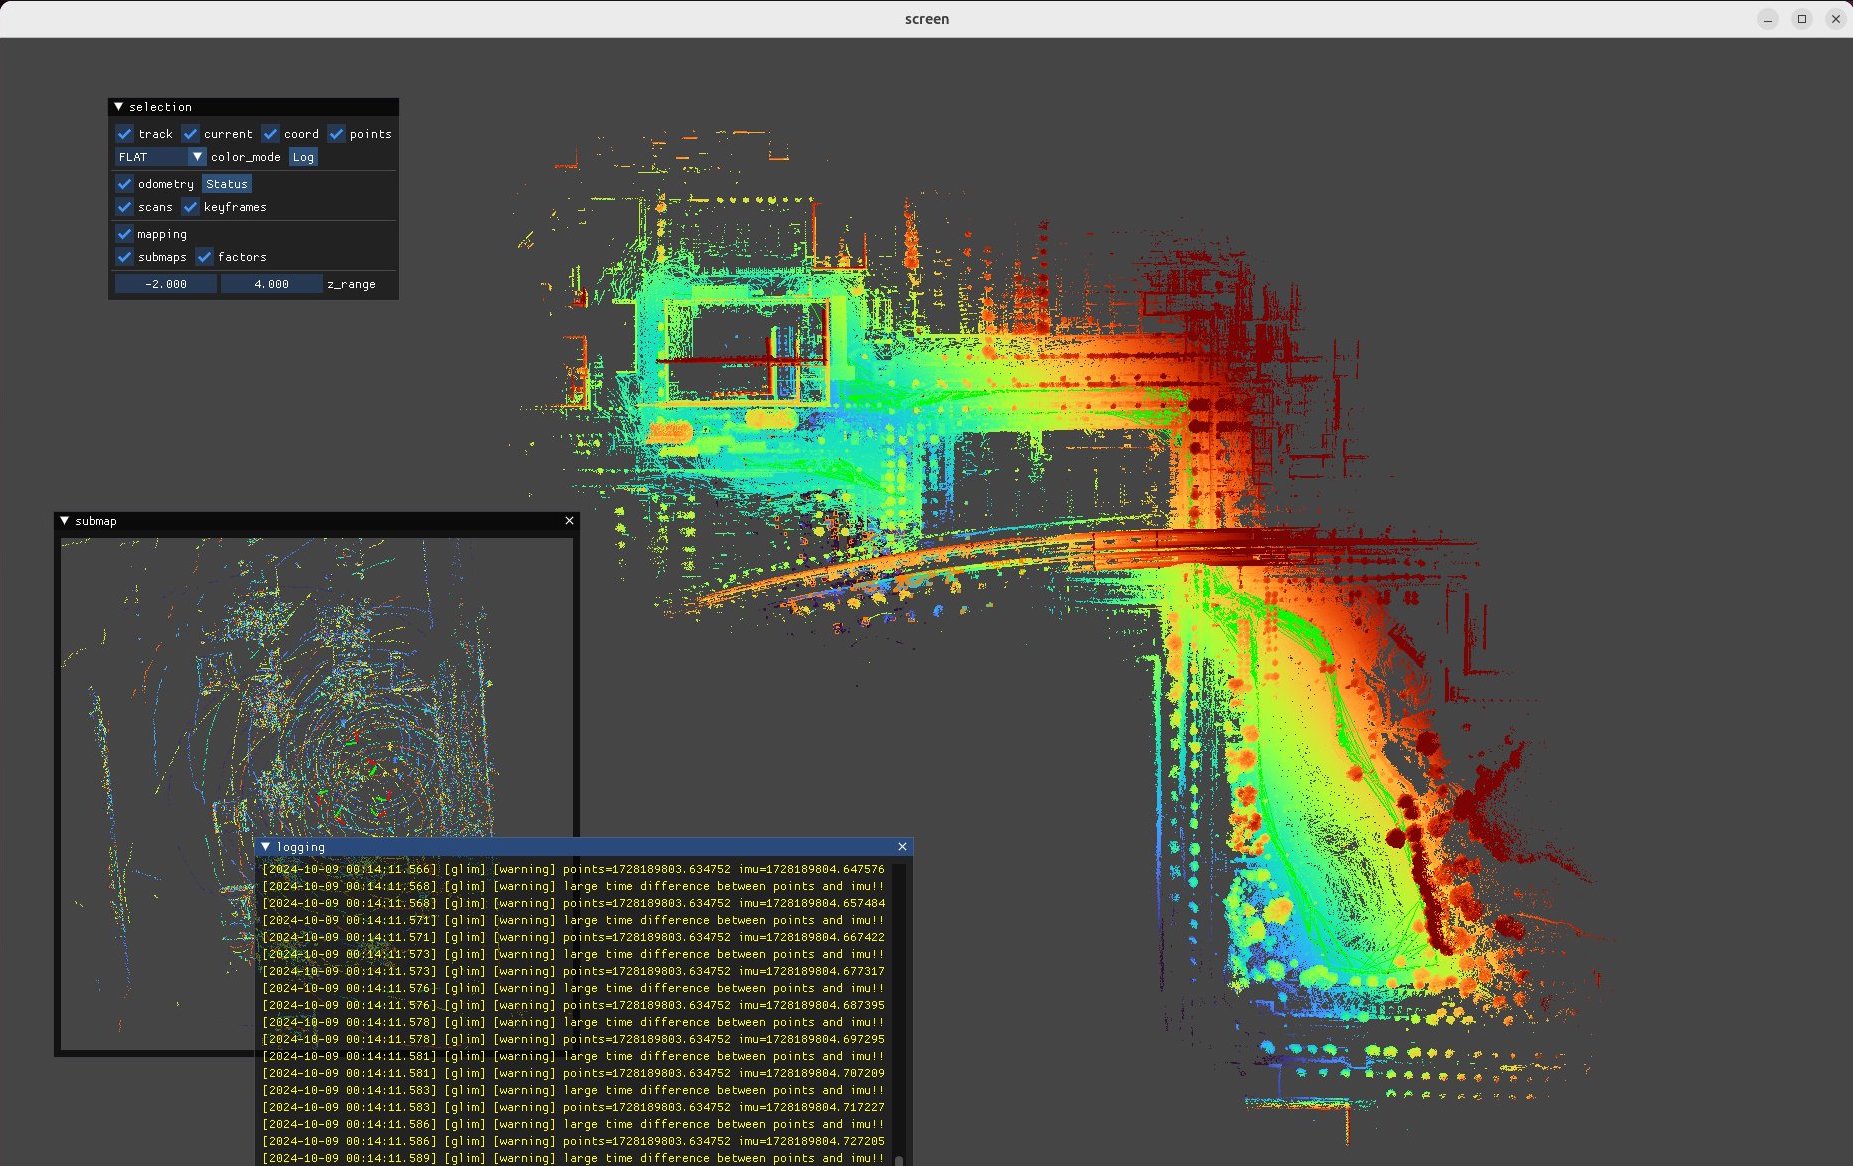 screen
selection
track current coord points
FLAT color_mode Log
odometry Status
scans keyframes
mapping
submaps factors
-2.000 4.000 z_range
submap
logging
[2024-10-09 00:14:11.566] [glim] [warning] points=1728189803.634752 imu=1728189804.647576
[2024-10-09 00:14:11.568] [glim] [warning] large time difference between points and imu!!
[2024-10-09 00:14:11.568] [glim] [warning] points=1728189803.634752 imu=1728189804.657484
[2024-10-09 00:14:11.571] [glim] [warning] large time difference between points and imu!!
[2024-10-09 00:14:11.571] [glim] [warning] points=1728189803.634752 imu=1728189804.667422
[2024-10-09 00:14:11.573] [glim] [warning] large time difference between points and imu!!
[2024-10-09 00:14:11.573] [glim] [warning] points=1728189803.634752 imu=1728189804.677317
[2024-10-09 00:14:11.576] [glim] [warning] large time difference between points and imu!!
[2024-10-09 00:14:11.576] [glim] [warning] points=1728189803.634752 imu=1728189804.687395
[2024-10-09 00:14:11.578] [glim] [warning] large time difference between points and imu!!
[2024-10-09 00:14:11.578] [glim] [warning] points=1728189803.634752 imu=1728189804.697295
[2024-10-09 00:14:11.581] [glim] [warning] large time difference between points and imu!!
[2024-10-09 00:14:11.581] [glim] [warning] points=1728189803.634752 imu=1728189804.707209
[2024-10-09 00:14:11.583] [glim] [warning] large time difference between points and imu!!
[2024-10-09 00:14:11.583] [glim] [warning] points=1728189803.634752 imu=1728189804.717227
[2024-10-09 00:14:11.586] [glim] [warning] large time difference between points and imu!!
[2024-10-09 00:14:11.586] [glim] [warning] points=1728189803.634752 imu=1728189804.727205
[2024-10-09 00:14:11.589] [glim] [warning] large time difference between points and imu!!